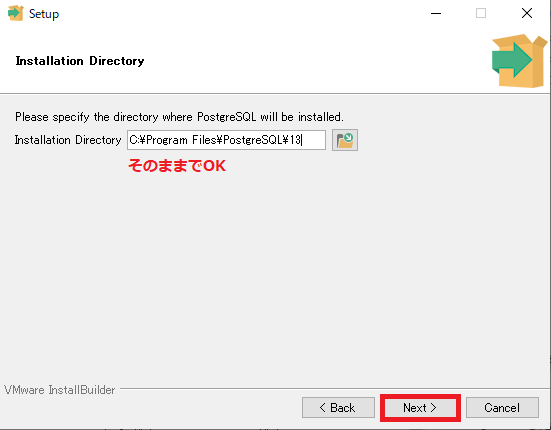 Setup
Installation Directory
Please specify the directory where PostgreSQL will be installed.
Installation Directory C:¥Program Files¥PostgreSQL¥13
そのままでOK
VMware InstallBuilder
< Back Next > Cancel